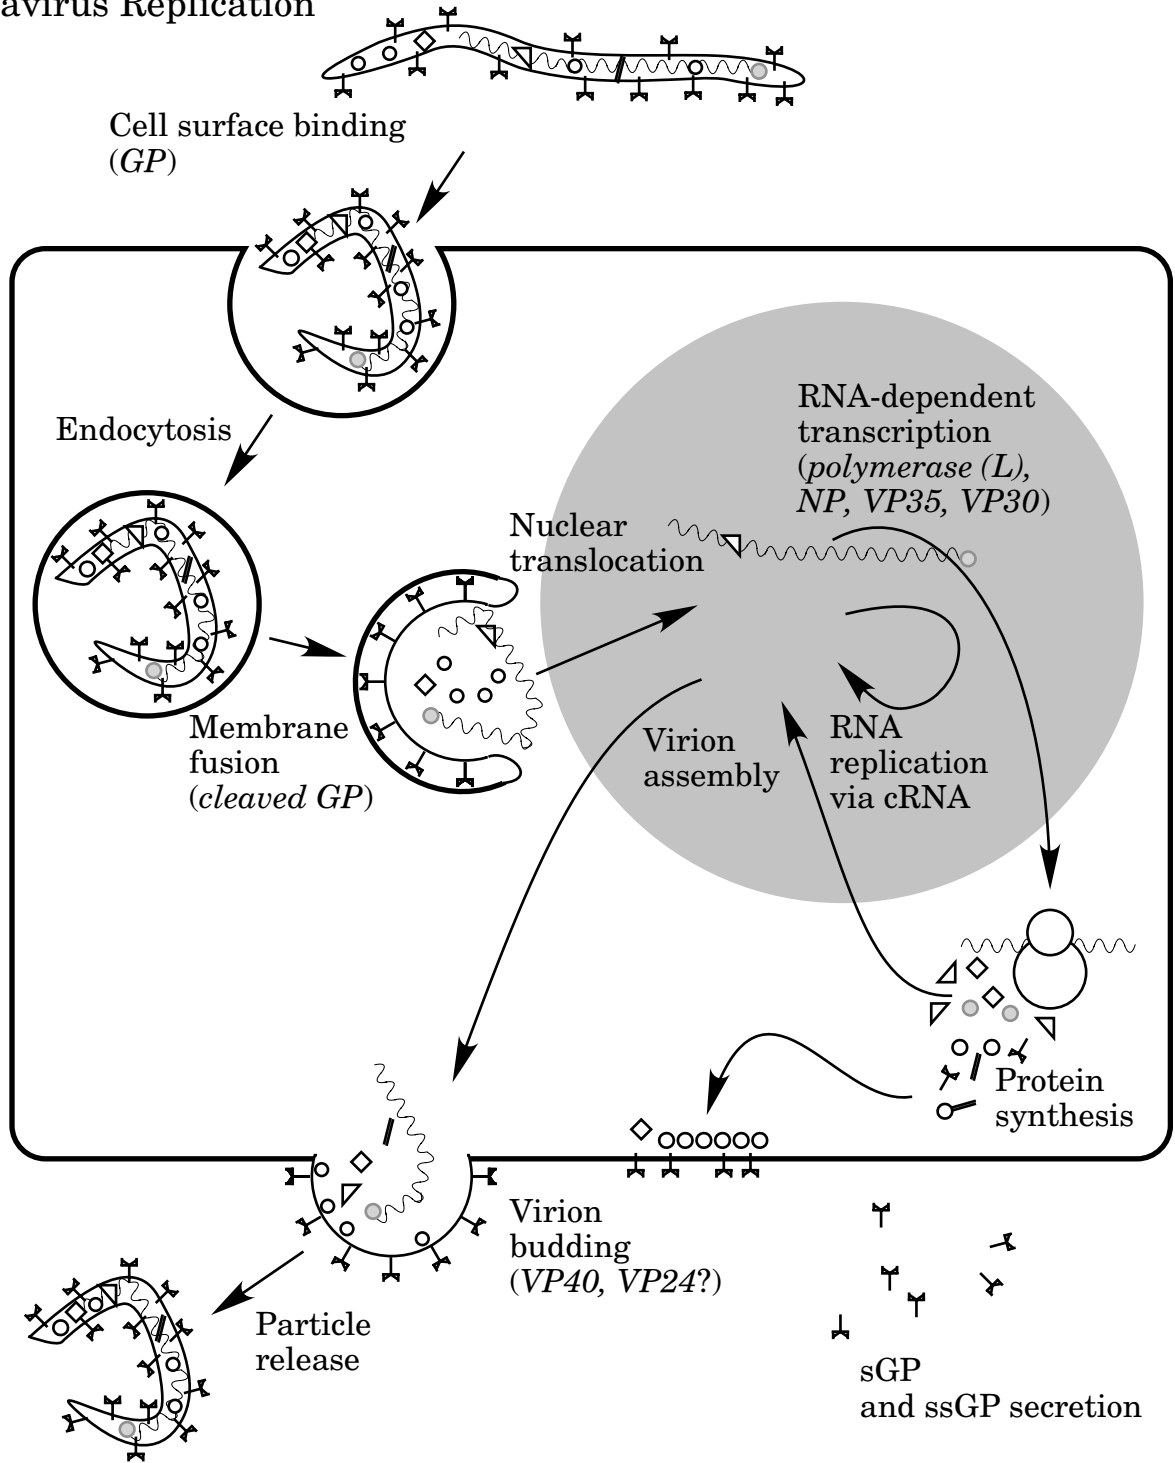 avirus Replication
Cell surface binding
(GP)
Endocytosis
RNA-dependent
transcription
(polymerase (L),
NP, VP35, VP30)
Nuclear
translocation
Membrane
fusion
(cleaved GP)
Virion
assembly
RNA
replication
via cRNA
Protein
synthesis
Virion
budding
(VP40, VP24?)
Particle
release
sGP
and ssGP secretion